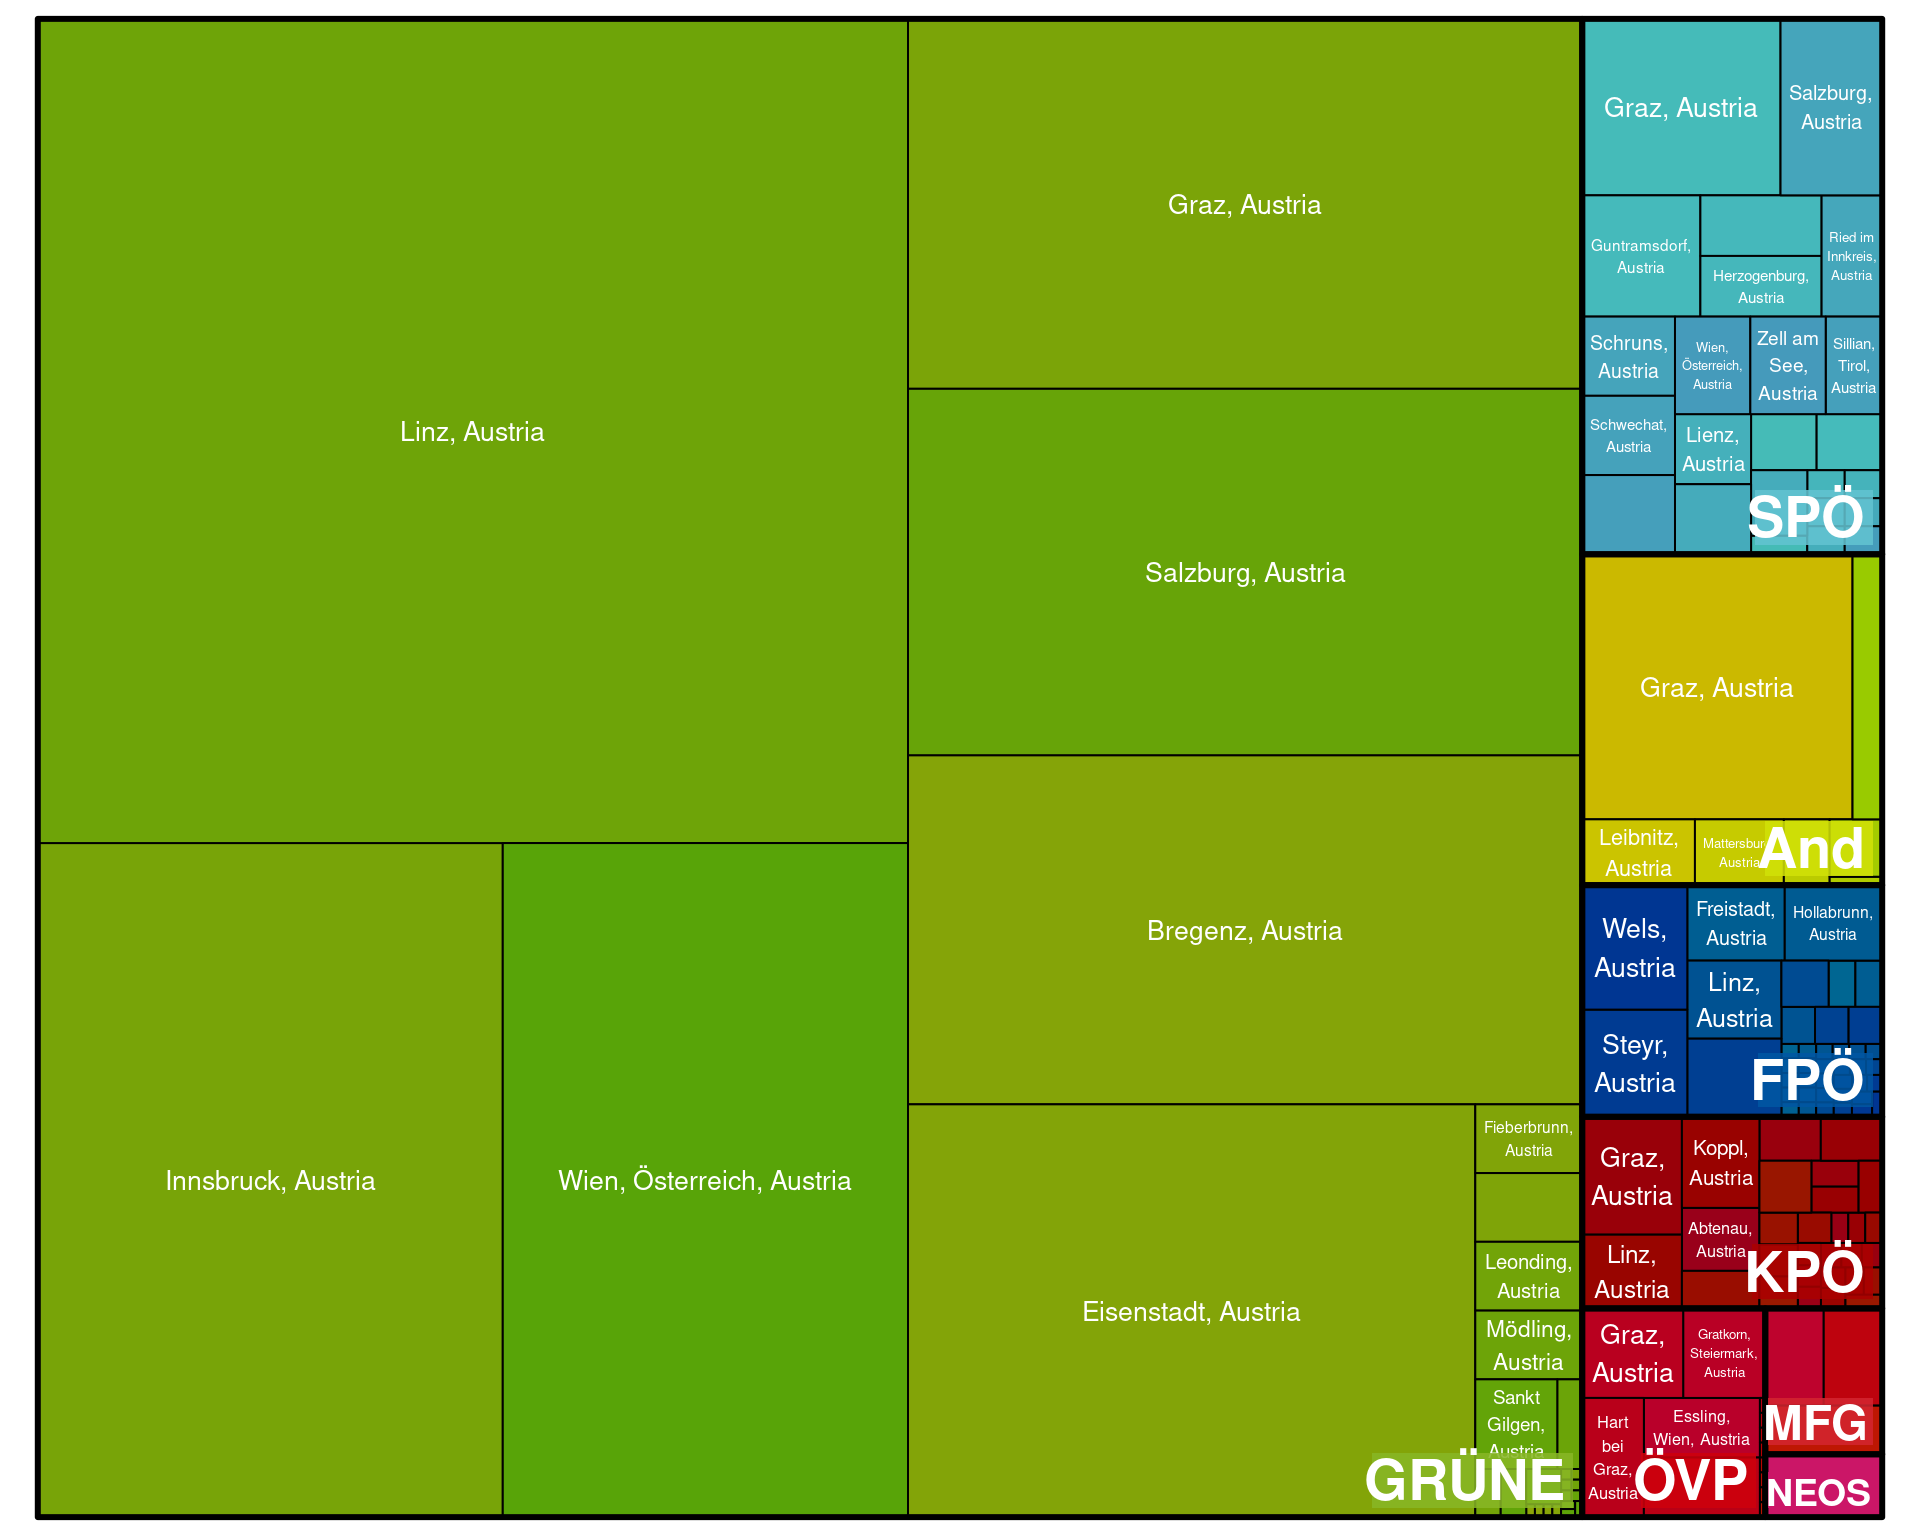 Linz, Austria
Innsbruck, Austria
Wien, Österreich, Austria
Graz, Austria
Salzburg, Austria
Bregenz, Austria
Eisenstadt, Austria
Fieberbrunn,
Austria
Leonding,
Austria
Mödling,
Austria
Sankt
Gilgen,
Austria
GRÜNE
Graz, Austria
Salzburg,
Austria
Guntramsdorf,
Austria
Herzogenburg,
Austria
Ried im
Innkreis,
Austria
Schruns,
Austria
Wien,
Österreich,
Austria
Zell am
See,
Austria
Sillian,
Tirol,
Austria
Schwechat,
Austria
Lienz,
Austria
SPÖ
Graz, Austria
Leibnitz,
Austria
Mattersbur
Austria
And
Wels,
Austria
Freistadt,
Austria
Hollabrunn,
Austria
Linz,
Austria
Steyr,
Austria
FPÖ
Graz,
Austria
Koppl,
Austria
Abtenau,
Austria
Linz,
Austria
KPÖ
Graz,
Austria
Gratkorn,
Steiermark,
Austria
Hart
bei
Graz,
Austria
Essling,
Wien, Austria
ÖVP
MFG
NEOS